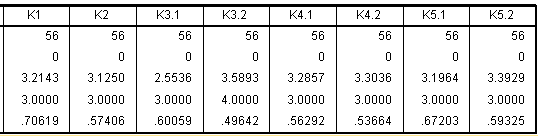 K1 K2 K3.1 K3.2 K4.1 K4.2 K5.1 K5.2
56 56 56 56 56 56 56 56
0 0 0 0 0 0 0 0
3.2143 3.1250 2.5536 3.5893 3.2857 3.3036 3.1964 3.3929
3.0000 3.0000 3.0000 4.0000 3.0000 3.0000 3.0000 3.0000
.70619 .57406 .60059 .49642 .56292 .53664 .67203 .59325